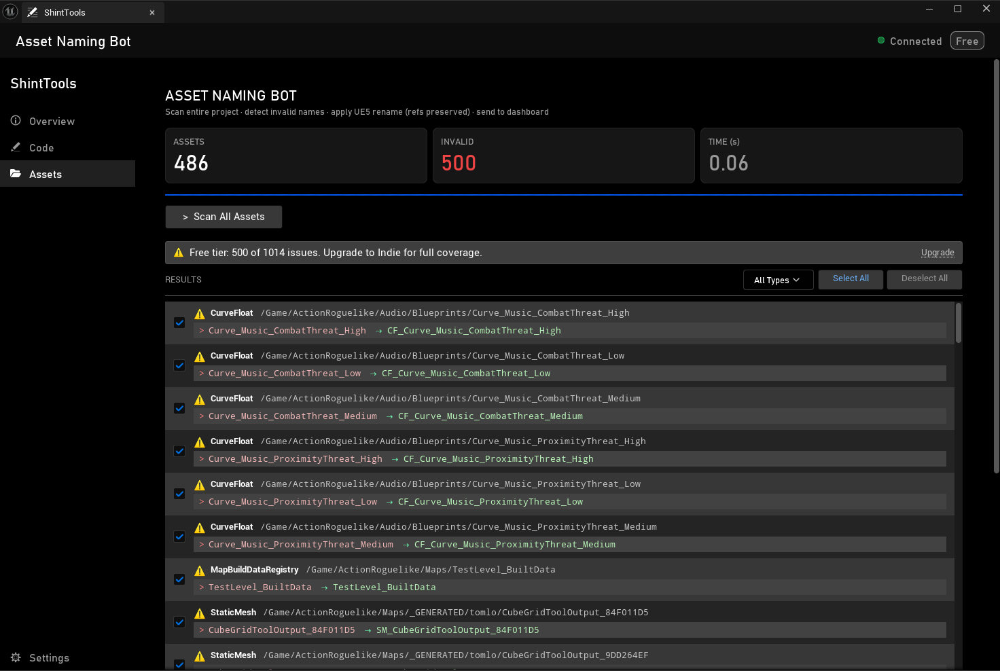 ShintTools ×
Asset Naming Bot
Connected
Free
ShintTools
Overview
Code
Assets
Settings
ASSET NAMING BOT
Scan entire project · detect invalid names · apply UE5 rename (refs preserved) · send to dashboard
ASSETS
486
INVALID
500
TIME (s)
0.06
> Scan All Assets
Free tier: 500 of 1014 issues. Upgrade to Indie for full coverage.
Upgrade
RESULTS
All Types
Select All
Deselect All
CurveFloat /Game/ActionRoguelike/Audio/Blueprints/Curve_Music_CombatThreat_High
> Curve_Music_CombatThreat_High → CF_Curve_Music_CombatThreat_High
CurveFloat /Game/ActionRoguelike/Audio/Blueprints/Curve_Music_CombatThreat_Low
> Curve_Music_CombatThreat_Low → CF_Curve_Music_CombatThreat_Low
CurveFloat /Game/ActionRoguelike/Audio/Blueprints/Curve_Music_CombatThreat_Medium
> Curve_Music_CombatThreat_Medium → CF_Curve_Music_CombatThreat_Medium
CurveFloat /Game/ActionRoguelike/Audio/Blueprints/Curve_Music_ProximityThreat_High
> Curve_Music_ProximityThreat_High → CF_Curve_Music_ProximityThreat_High
CurveFloat /Game/ActionRoguelike/Audio/Blueprints/Curve_Music_ProximityThreat_Low
> Curve_Music_ProximityThreat_Low → CF_Curve_Music_ProximityThreat_Low
CurveFloat /Game/ActionRoguelike/Audio/Blueprints/Curve_Music_ProximityThreat_Medium
> Curve_Music_ProximityThreat_Medium → CF_Curve_Music_ProximityThreat_Medium
MapBuildDataRegistry /Game/ActionRoguelike/Maps/TestLevel_BuiltData
> TestLevel_BuiltData → TestLevel_BuiltData
StaticMesh /Game/ActionRoguelike/Maps/_GENERATED/tomlo/CubeGridToolOutput_84F011D5
> CubeGridToolOutput_84F011D5 → SM_CubeGridToolOutput_84F011D5
StaticMesh /Game/ActionRoguelike/Maps/_GENERATED/tomlo/CubeGridToolOutput_9DD264EF